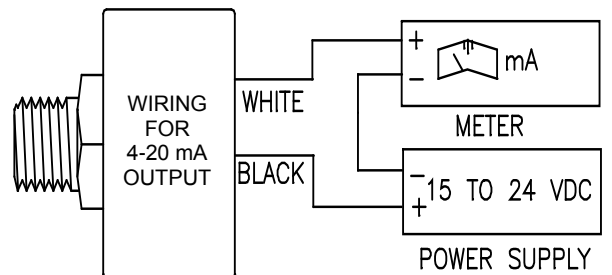 WIRING
FOR
4-20 mA
OUTPUT
WHITE
BLACK
+
mA
−
METER
−
15 TO 24 VDC
+
POWER SUPPLY